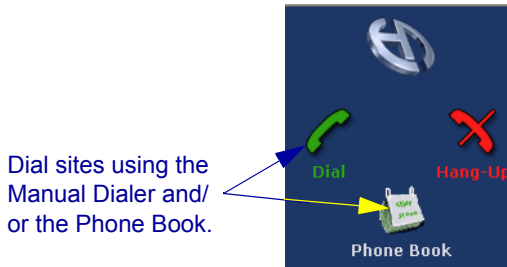 Dial sites using the
Manual Dialer and/
or the Phone Book.
Dial
Hang-Up
Phone Book